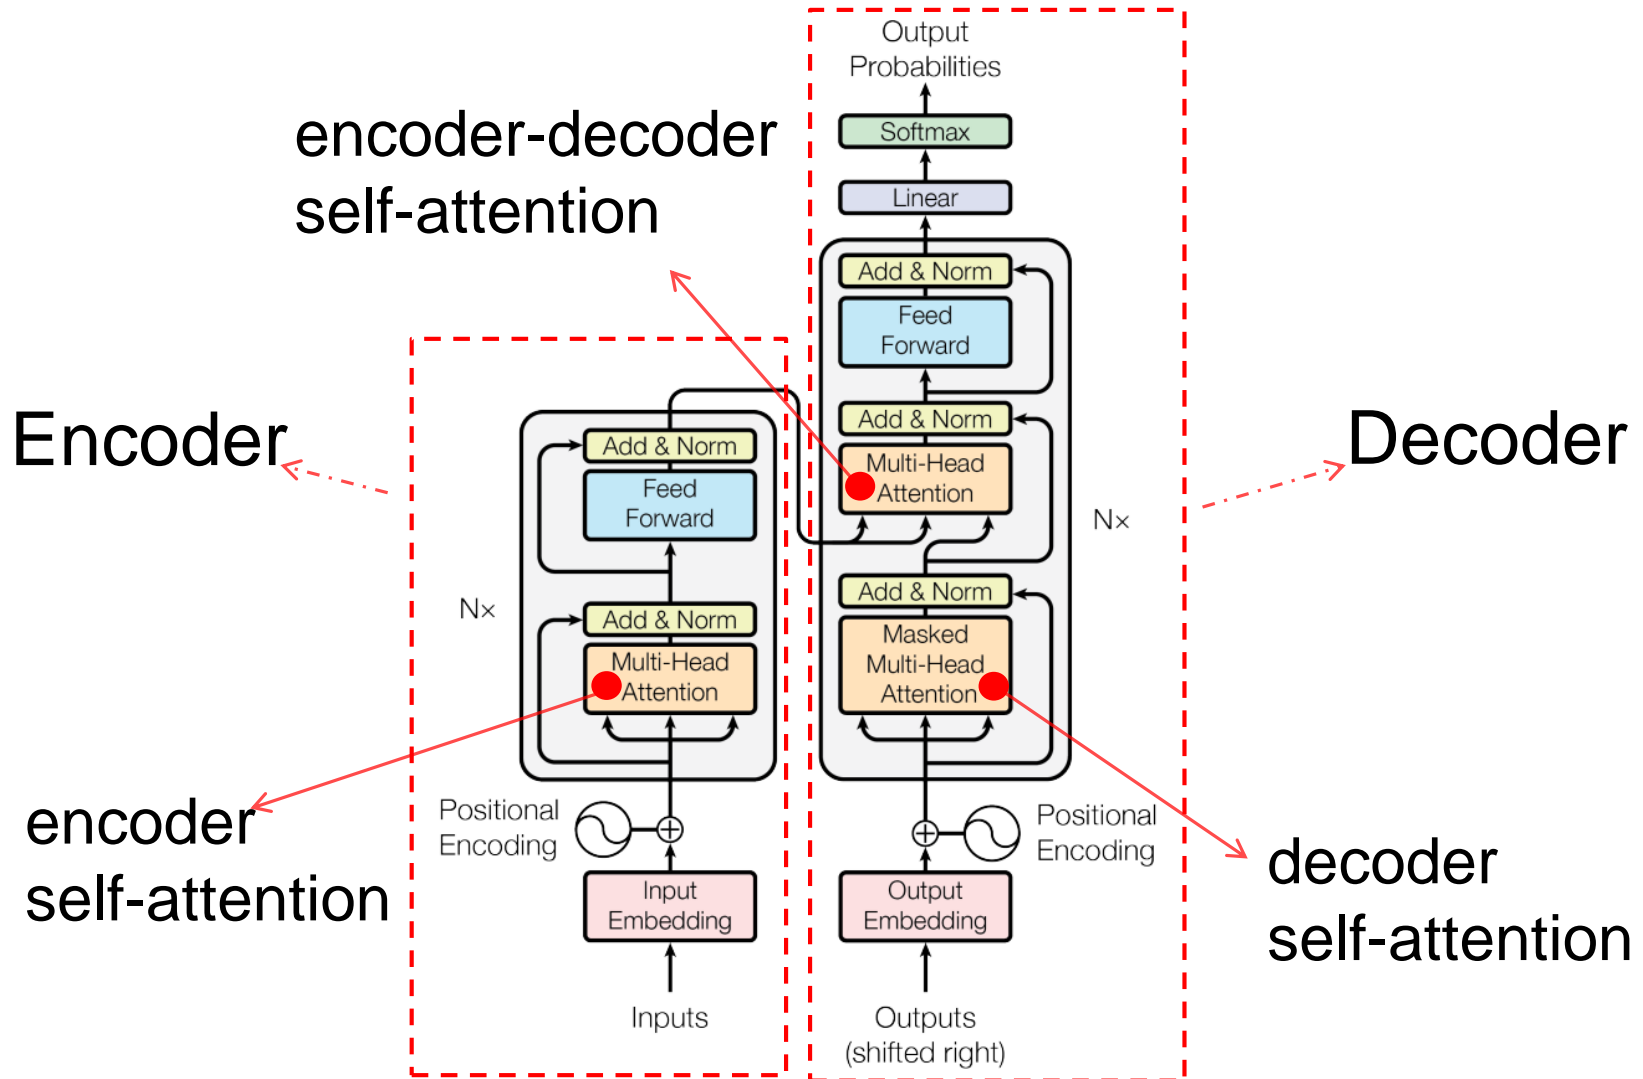 Output
Probabilities
Softmax
Linear
Add & Norm
Feed
Forward
Add & Norm
Multi-Head
Attention
Nx
Add & Norm
Masked
Multi-Head
Attention
Positional
Encoding
Output
Embedding
Outputs
(shifted right)
encoder-decoder
self-attention
Encoder
Decoder
Add & Norm
Feed
Forward
N×
Add & Norm
Multi-Head
Attention
Positional
Encoding
Input
Embedding
Inputs
encoder
self-attention
decoder
self-attention